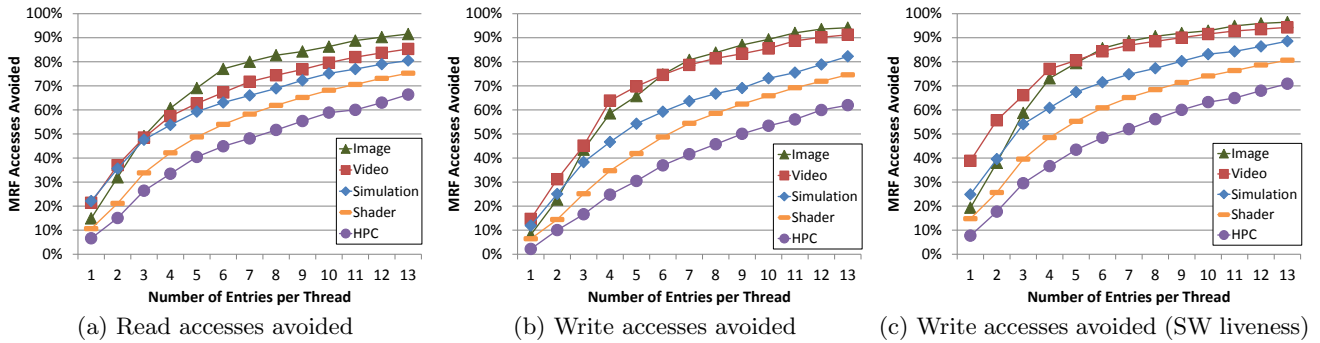 100%
90%
80%
70%
60%
50%
40%
30%
20%
10%
0%
MRF Accesses Avoided
1 2 3 4 5 6 7 8 9 10 11 12 13
Number of Entries per Thread
Image
Video
Simulation
Shader
HPC
(a) Read accesses avoided
100%
90%
80%
70%
60%
50%
40%
30%
20%
10%
0%
MRF Accesses Avoided
1 2 3 4 5 6 7 8 9 10 11 12 13
Number of Entries per Thread
Image
Video
Simulation
Shader
HPC
(b) Write accesses avoided
100%
90%
80%
70%
60%
50%
40%
30%
20%
10%
0%
MRF Accesses Avoided
1 2 3 4 5 6 7 8 9 10 11 12 13
Number of Entries per Thread
Image
Video
Simulation
Shader
HPC
(c) Write accesses avoided (SW liveness)